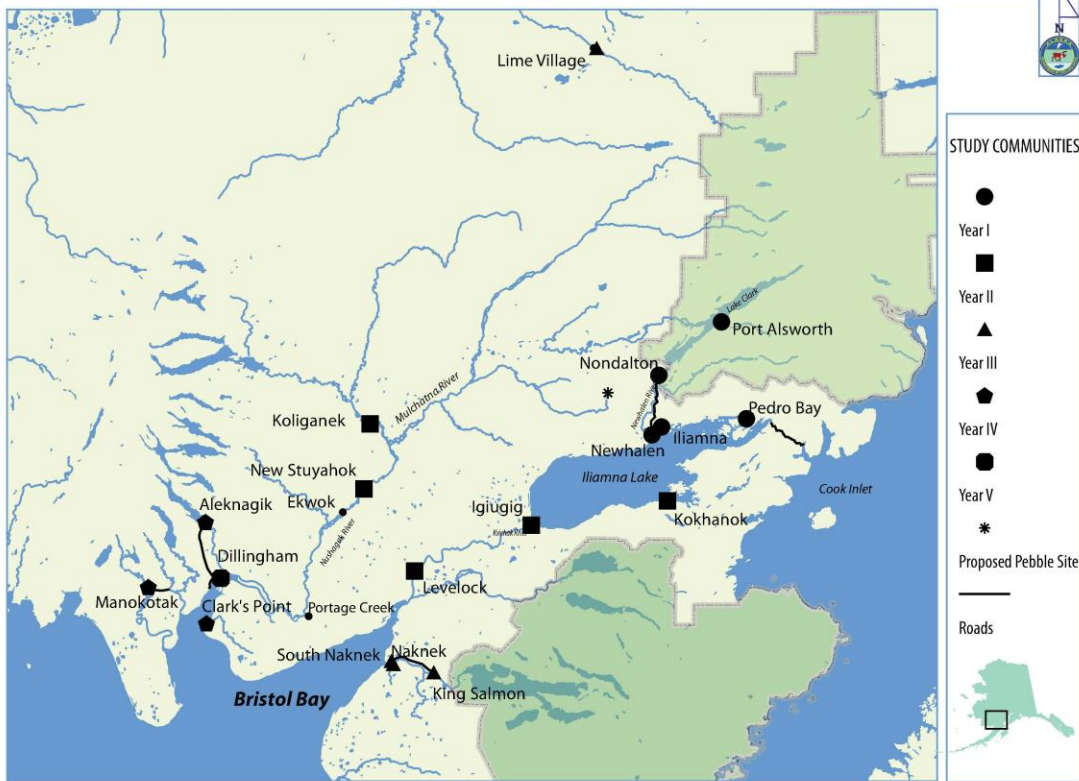 N
Lime Village
Lake Clark
Port Alsworth
Nondalton
Newhalen River
Mulchatna River
Koliganek
Pedro Bay
Iliamna
Newhalen
Iliamna Lake
Cook Inlet
New Stuyahok
Ekwok
Aleknagik
Igiugig
Kokhanok
Nushagak River
Dillingham
Levelock
Manokotak
Clark's Point
Portage Creek
South Naknek
Naknek
King Salmon
Bristol Bay
STUDY COMMUNITIES
Year I
Year II
Year III
Year IV
Year V
Proposed Pebble Site
Roads